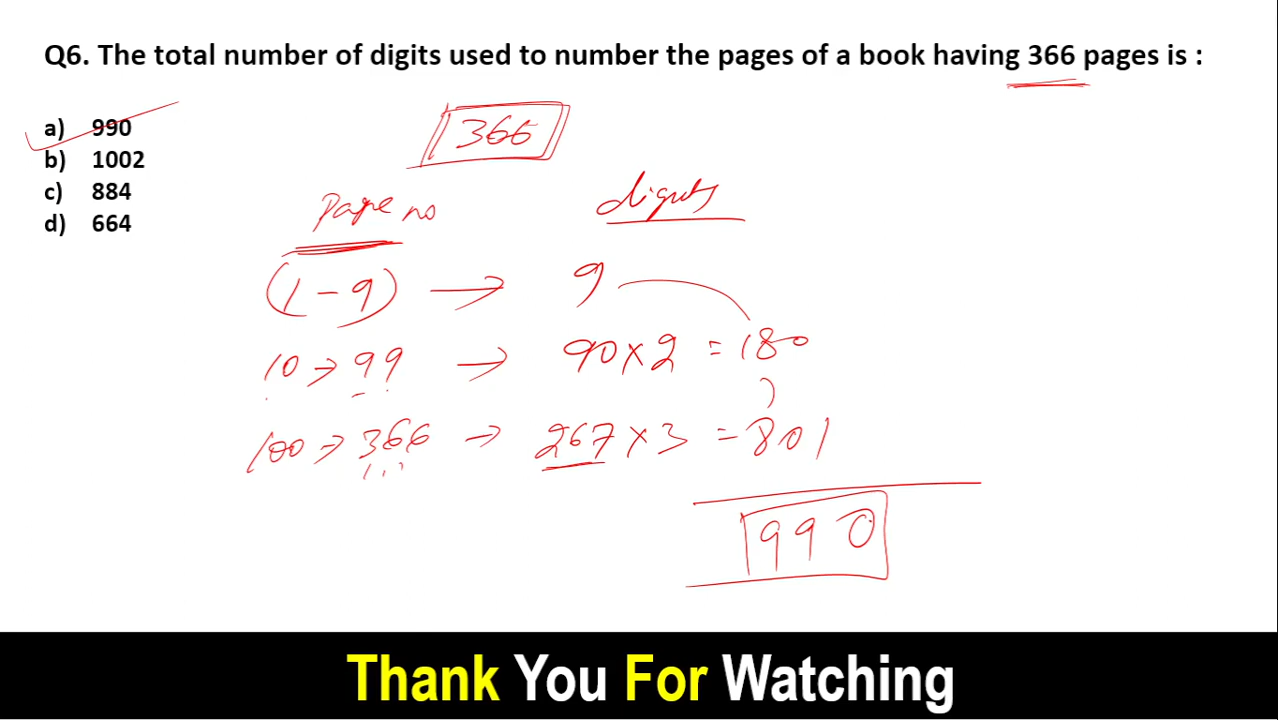 Q6. The total number of digits used to number the pages of a book having 366 pages is :
a) 990
b) 1002
c) 884
d) 664
366
Page no digits
(1-9) → 9
10 → 99 → 90×2 = 180
100 → 366 → 267×3 = 801
990
Thank You For Watching